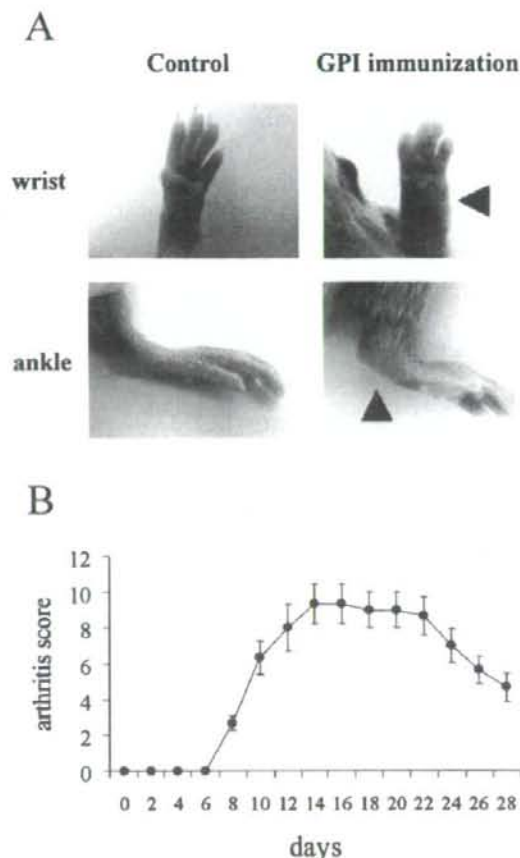 A
Control GPI immunization
wrist
ankle
B
arthritis score
12
10
8
6
4
2
0
0 2 4 6 8 10 12 14 16 18 20 22 24 26 28
days